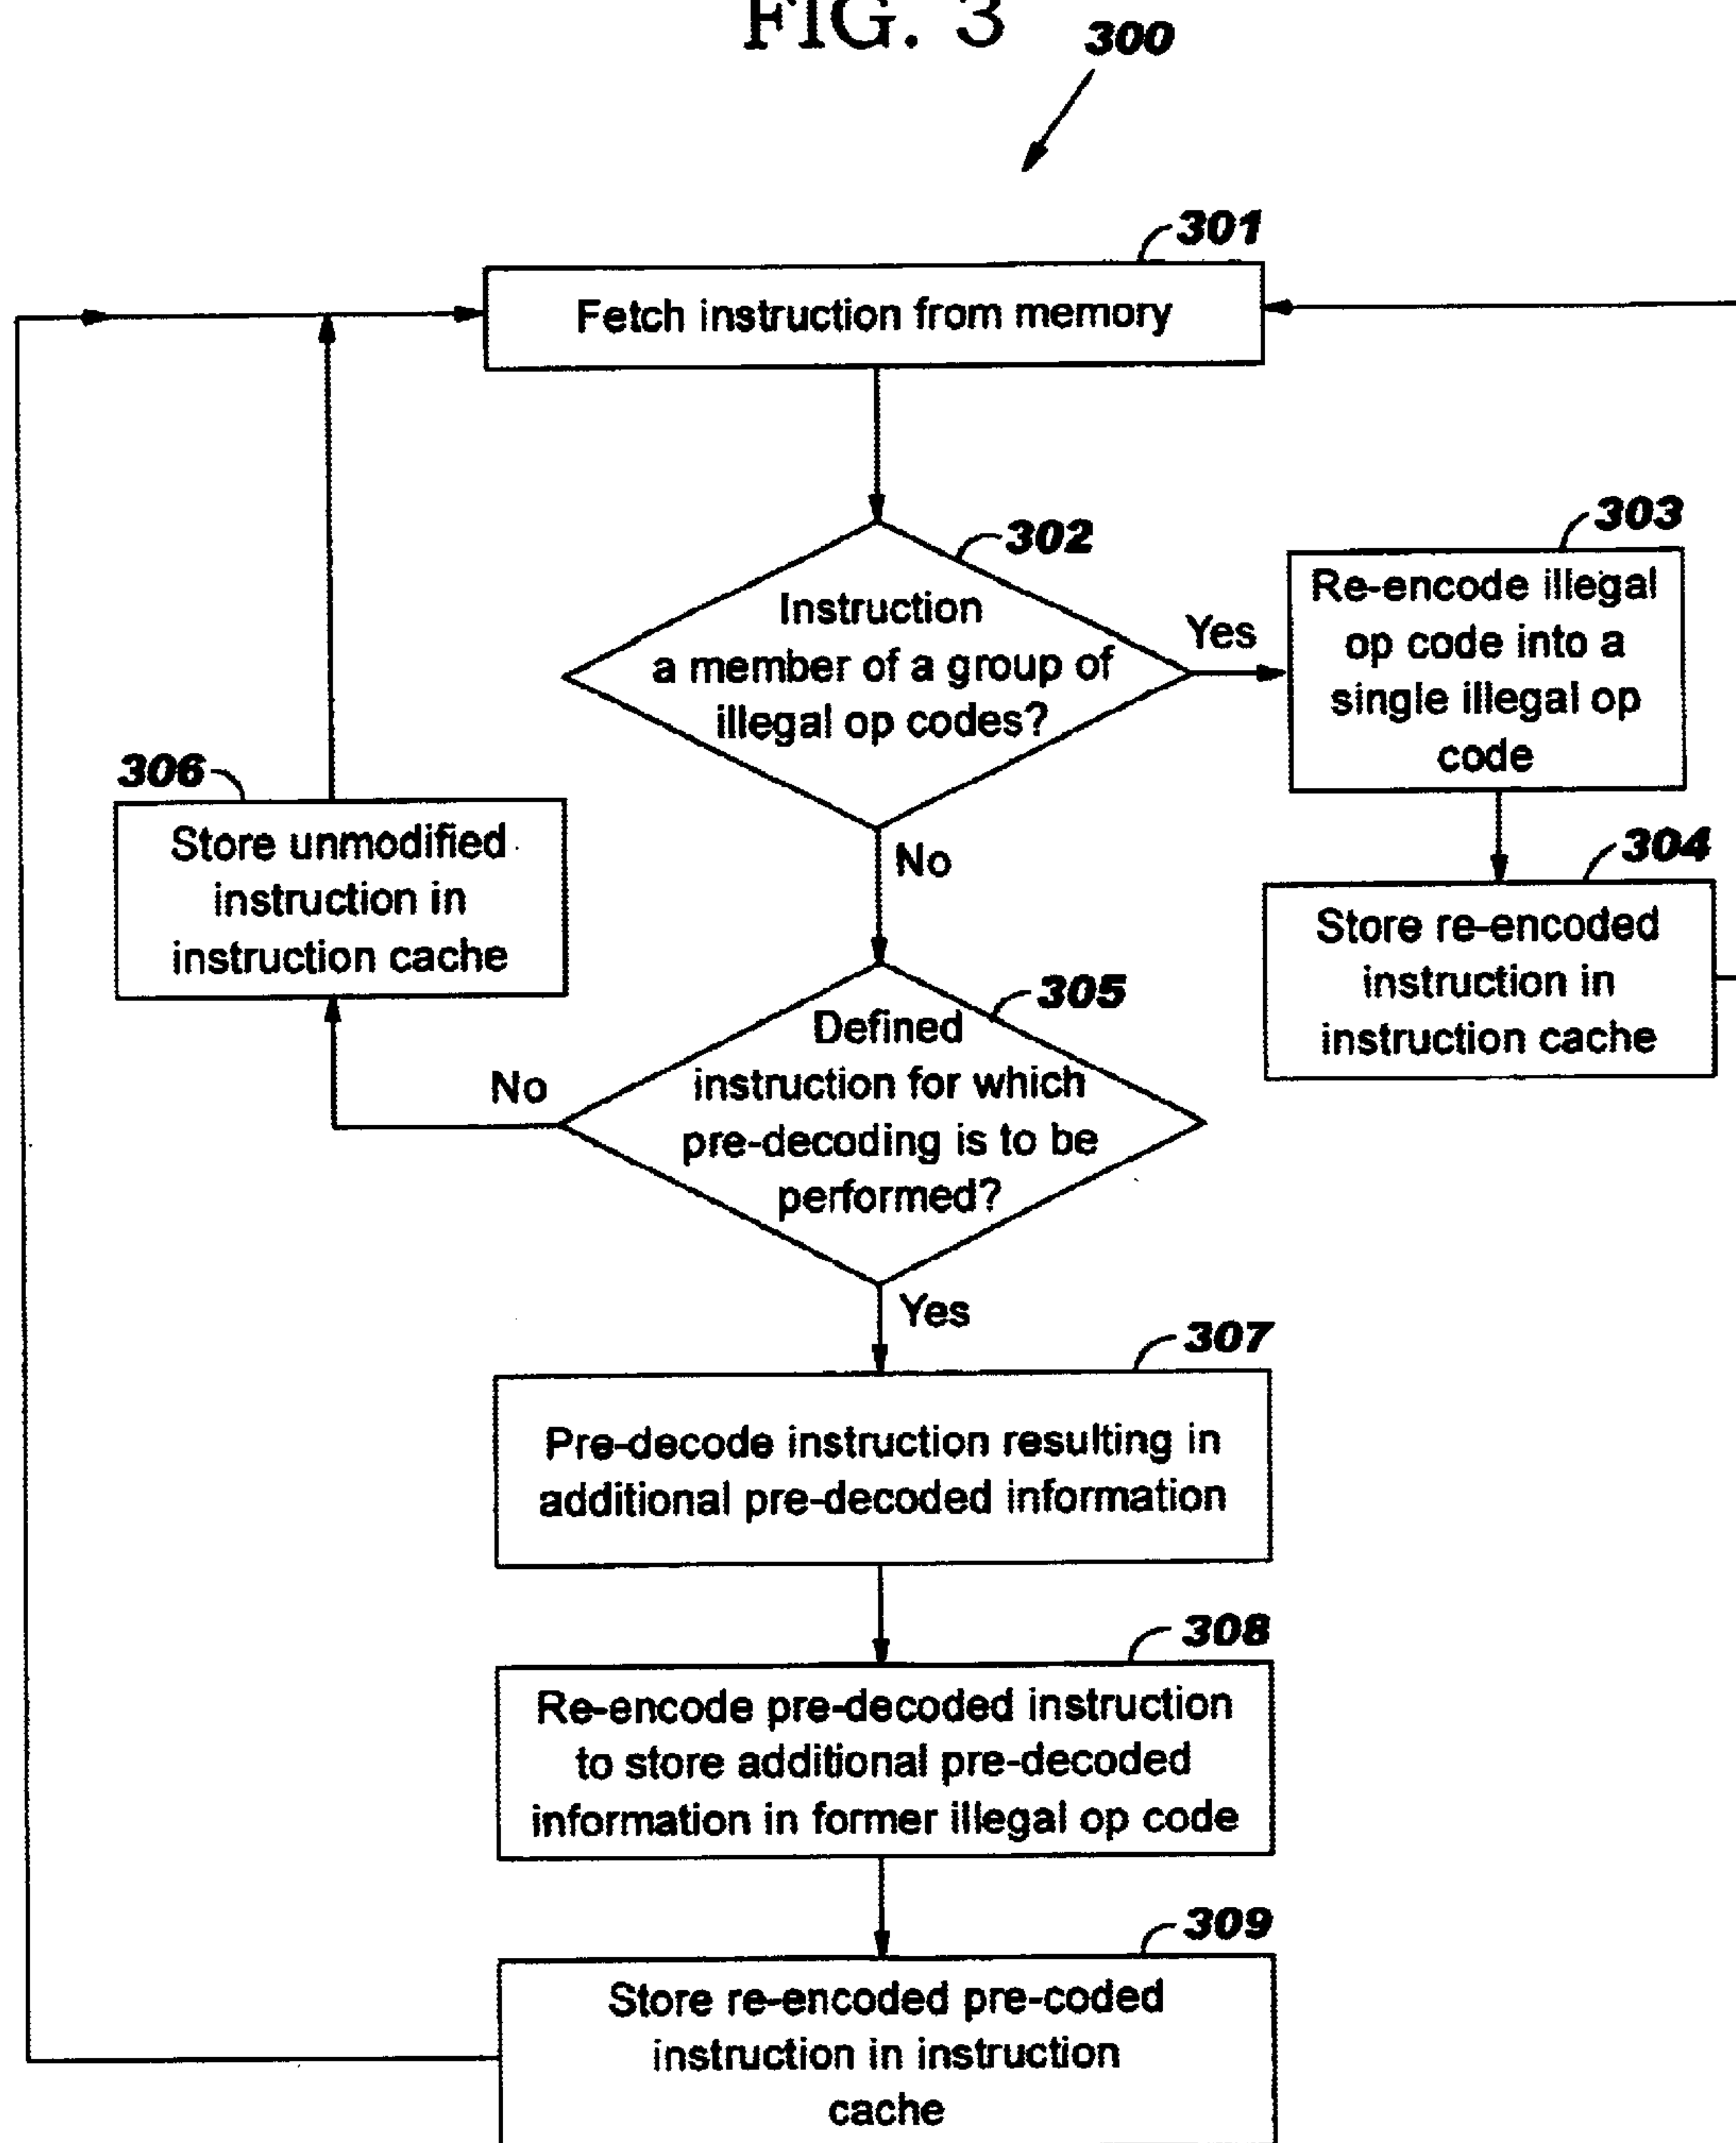 FIG. 3
300
301
Fetch instruction from memory
302
Instruction
a member of a group of
illegal op codes?
Yes
No
303
Re-encode illegal
op code into a
single illegal op
code
304
Store re-encoded
instruction in
instruction cache
305
Defined
instruction for which
pre-decoding is to be
performed?
No
Yes
306
Store unmodified
instruction in
instruction cache
307
Pre-decode instruction resulting in
additional pre-decoded information
308
Re-encode pre-decoded instruction
to store additional pre-decoded
information in former illegal op code
309
Store re-encoded pre-coded
instruction in instruction
cache